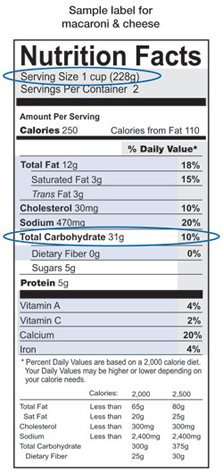 Sample label for
macaroni & cheese
Nutrition Facts
Serving Size 1 cup (228g)
Servings Per Container 2
Amount Per Serving
Calories 250 Calories from Fat 110
% Daily Value*
Total Fat 12g 18%
Saturated Fat 3g 15%
Trans Fat 3g
Cholesterol 30mg 10%
Sodium 470mg 20%
Total Carbohydrate 31g 10%
Dietary Fiber 0g 0%
Sugars 5g
Protein 5g
Vitamin A 4%
Vitamin C 2%
Calcium 20%
Iron 4%
* Percent Daily Values are based on a 2,000 calorie diet.
Your Daily Values may be higher or lower depending on
your calorie needs.
Calories: 2,000 2,500
Total Fat Less than 65g 80g
Sat Fat Less than 20g 25g
Cholesterol Less than 300mg 300mg
Sodium Less than 2,400mg 2,400mg
Total Carbohydrate 300g 375g
Dietary Fiber 25g 30g